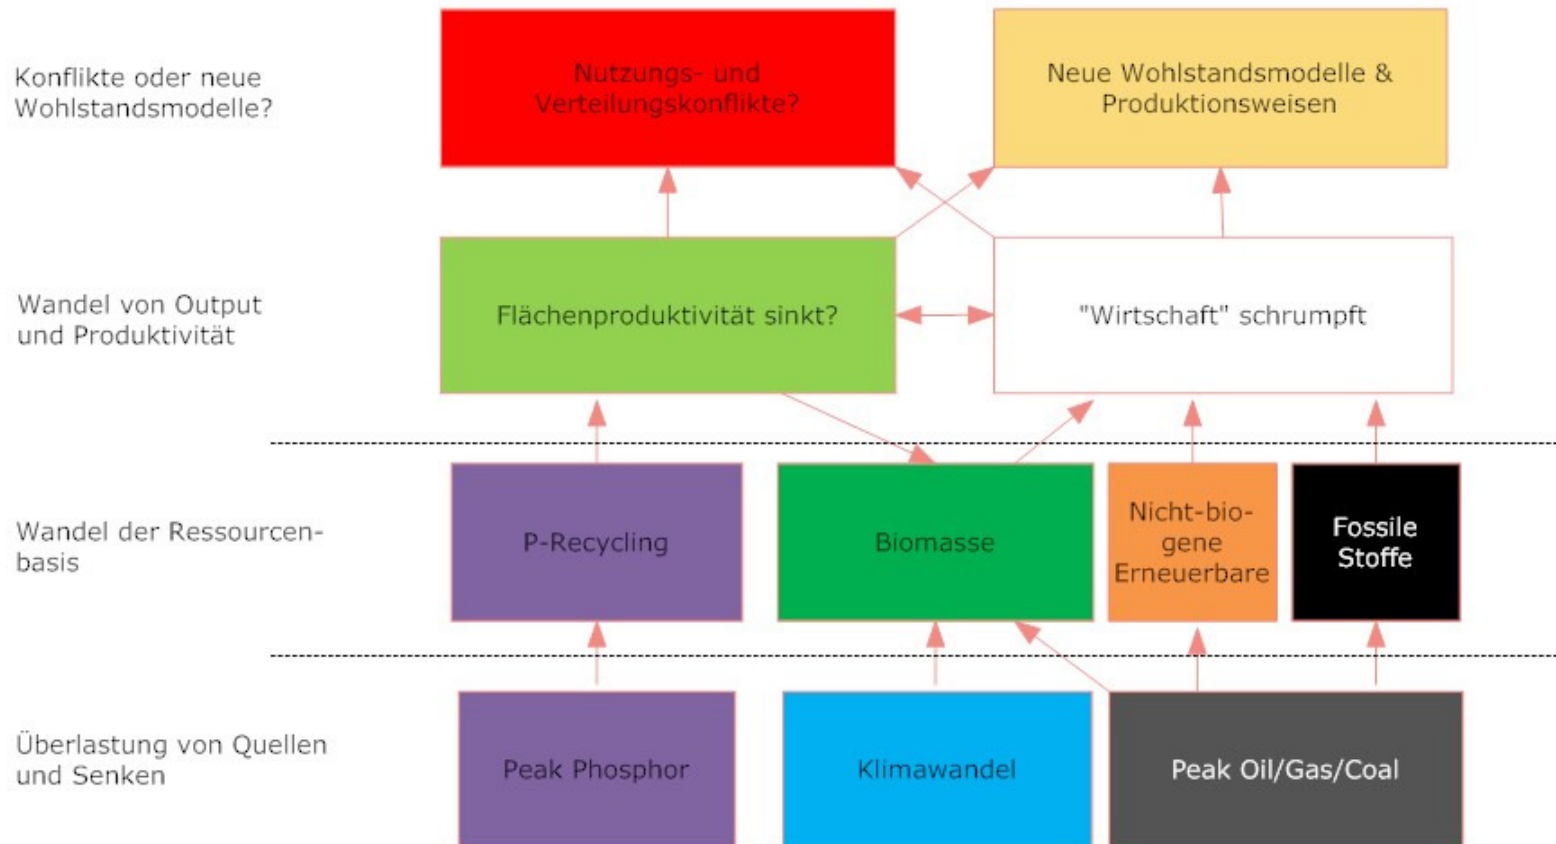 Konflikte oder neue
Wohlstandsmodelle?
Nutzungs- und
Verteilungskonflikte?
Neue Wohlstandsmodelle &
Produktionsweisen
Wandel von Output
und Produktivität
Flächenproduktivität sinkt?
"Wirtschaft" schrumpft
Wandel der Ressourcen-
basis
P-Recycling
Biomasse
Nicht-bio-
gene
Erneuerbare
Fossile
Stoffe
Überlastung von Quellen
und Senken
Peak Phosphor
Klimawandel
Peak Oil/Gas/Coal